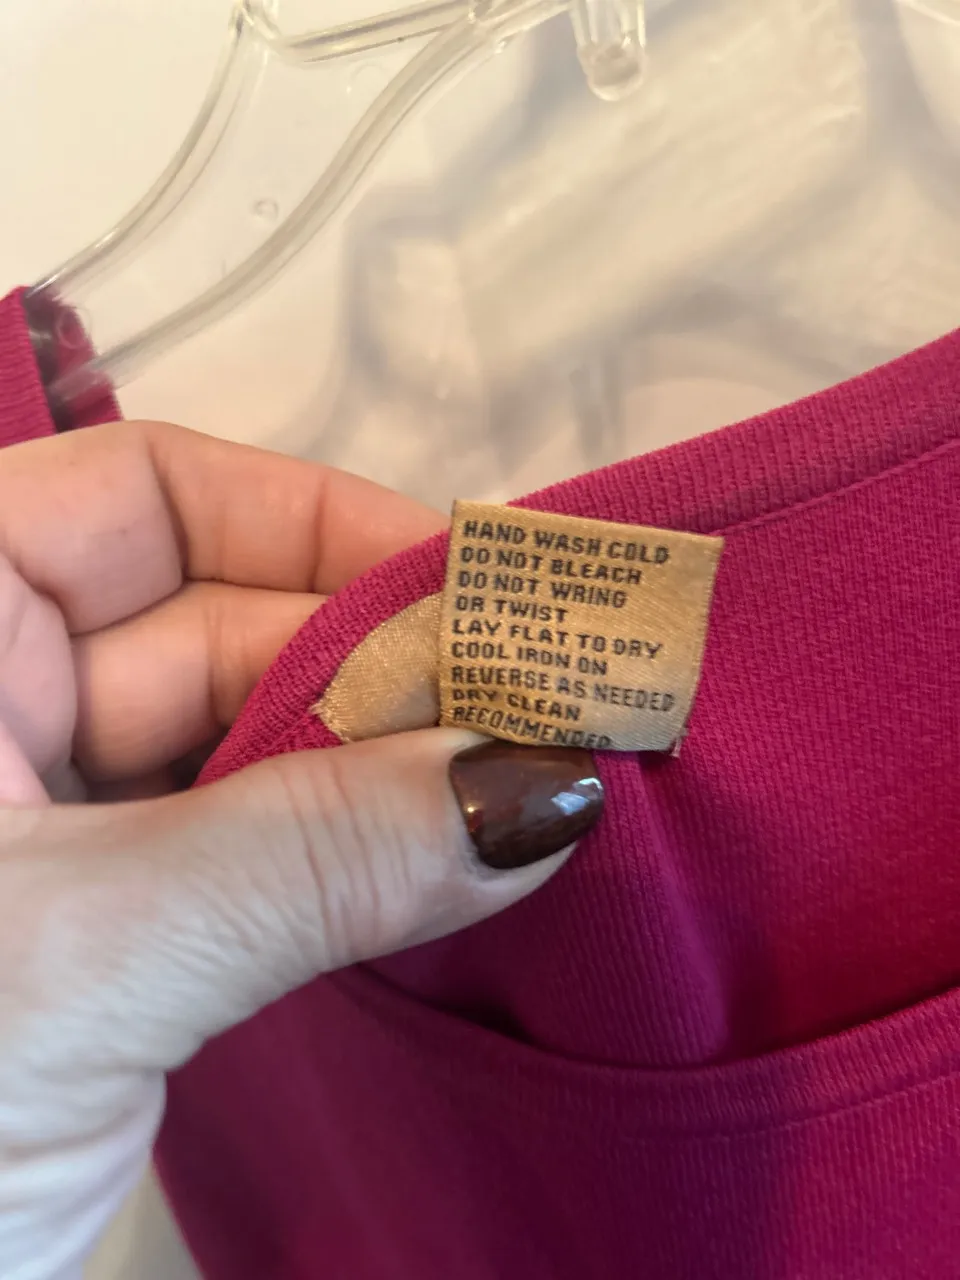 HAND WASH COLD
DO NOT BLEACH
DO NOT WRING
OR TWIST
LAY FLAT TO DRY
COOL IRON ON
REVERSE AS NEEDED
DRY CLEAN
RECOMMENDED